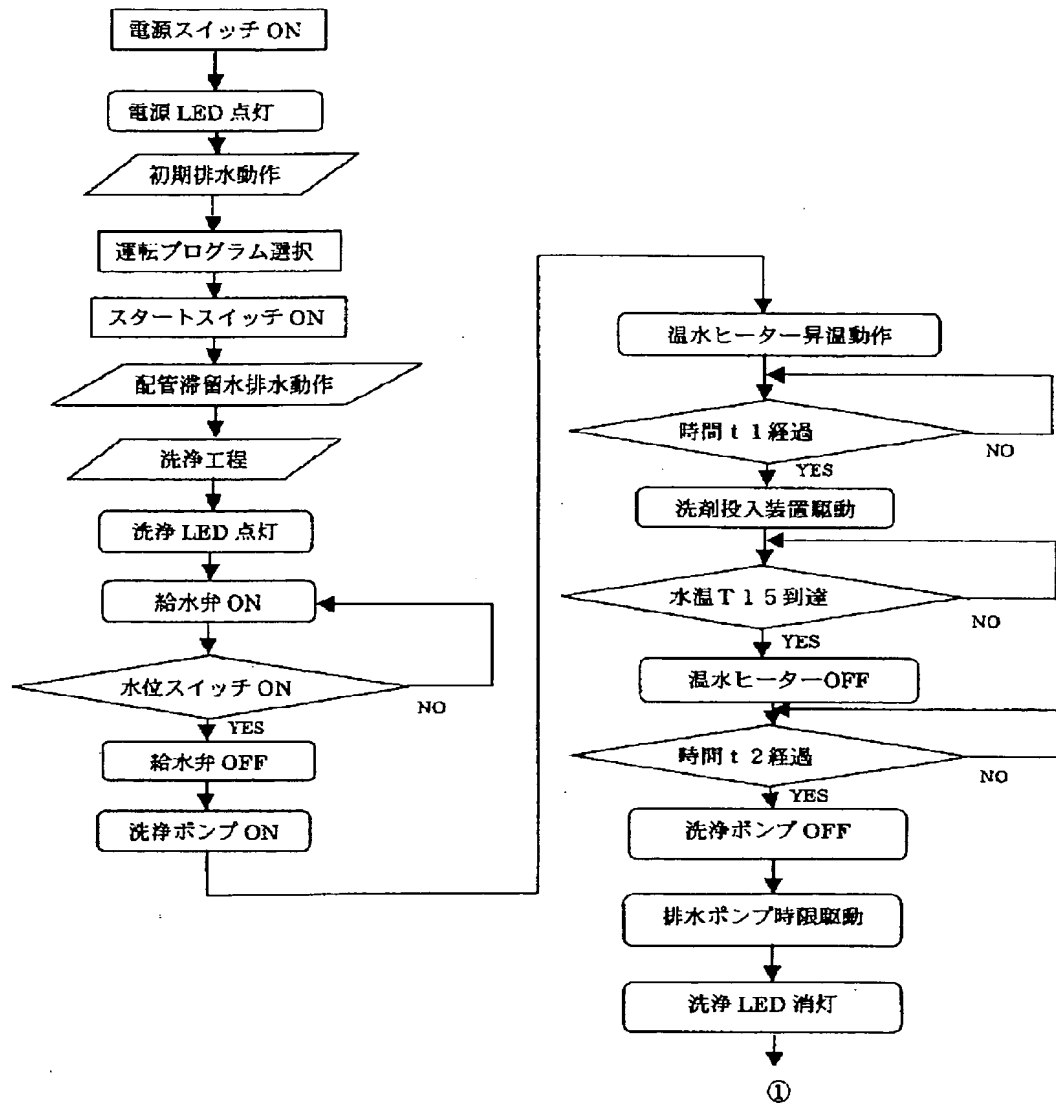 電源スイッチ ON
電源 LED 点灯
初期排水動作
運転プログラム選択
スタートスイッチ ON
配管滞留水排水動作
洗浄工程
洗浄 LED 点灯
給水弁 ON
水位スイッチ ON
NO
YES
給水弁 OFF
洗浄ポンプ ON
温水ヒーター昇温動作
時間 t 1 経過
NO
YES
洗剤投入装置駆動
水温T 1 5 到達
NO
YES
温水ヒーターOFF
時間 t 2 経過
NO
YES
洗浄ポンプ OFF
排水ポンプ時限駆動
洗浄 LED 消灯
①